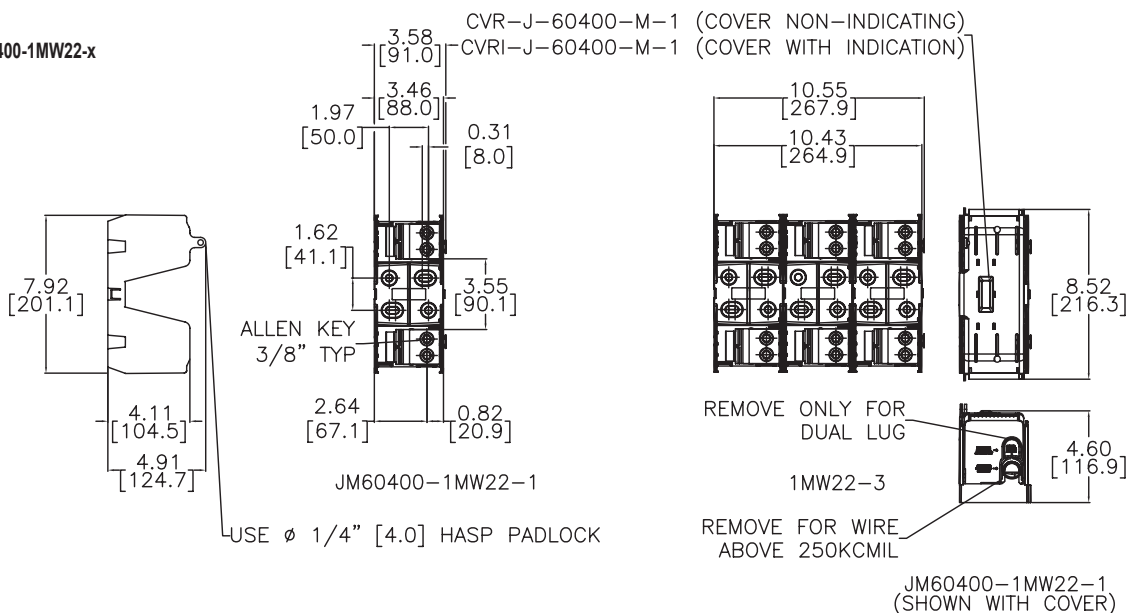 400-1MW22-x
CVR-J-60400-M-1 (COVER NON-INDICATING)
CVRI-J-60400-M-1 (COVER WITH INDICATION)
3.58
[91.0]
3.46
[88.0]
1.97
[50.0]
0.31
[8.0]
10.55
[267.9]
10.43
[264.9]
1.62
[41.1]
3.55
[90.1]
7.92
[201.1]
8.52
[216.3]
ALLEN KEY
3/8" TYP
4.11
[104.5]
4.91
[124.7]
2.64
[67.1]
0.82
[20.9]
REMOVE ONLY FOR
DUAL LUG
4.60
[116.9]
JM60400-1MW22-1
1MW22-3
USE ø 1/4" [4.0] HASP PADLOCK
REMOVE FOR WIRE
ABOVE 250KCMIL
JM60400-1MW22-1
(SHOWN WITH COVER)